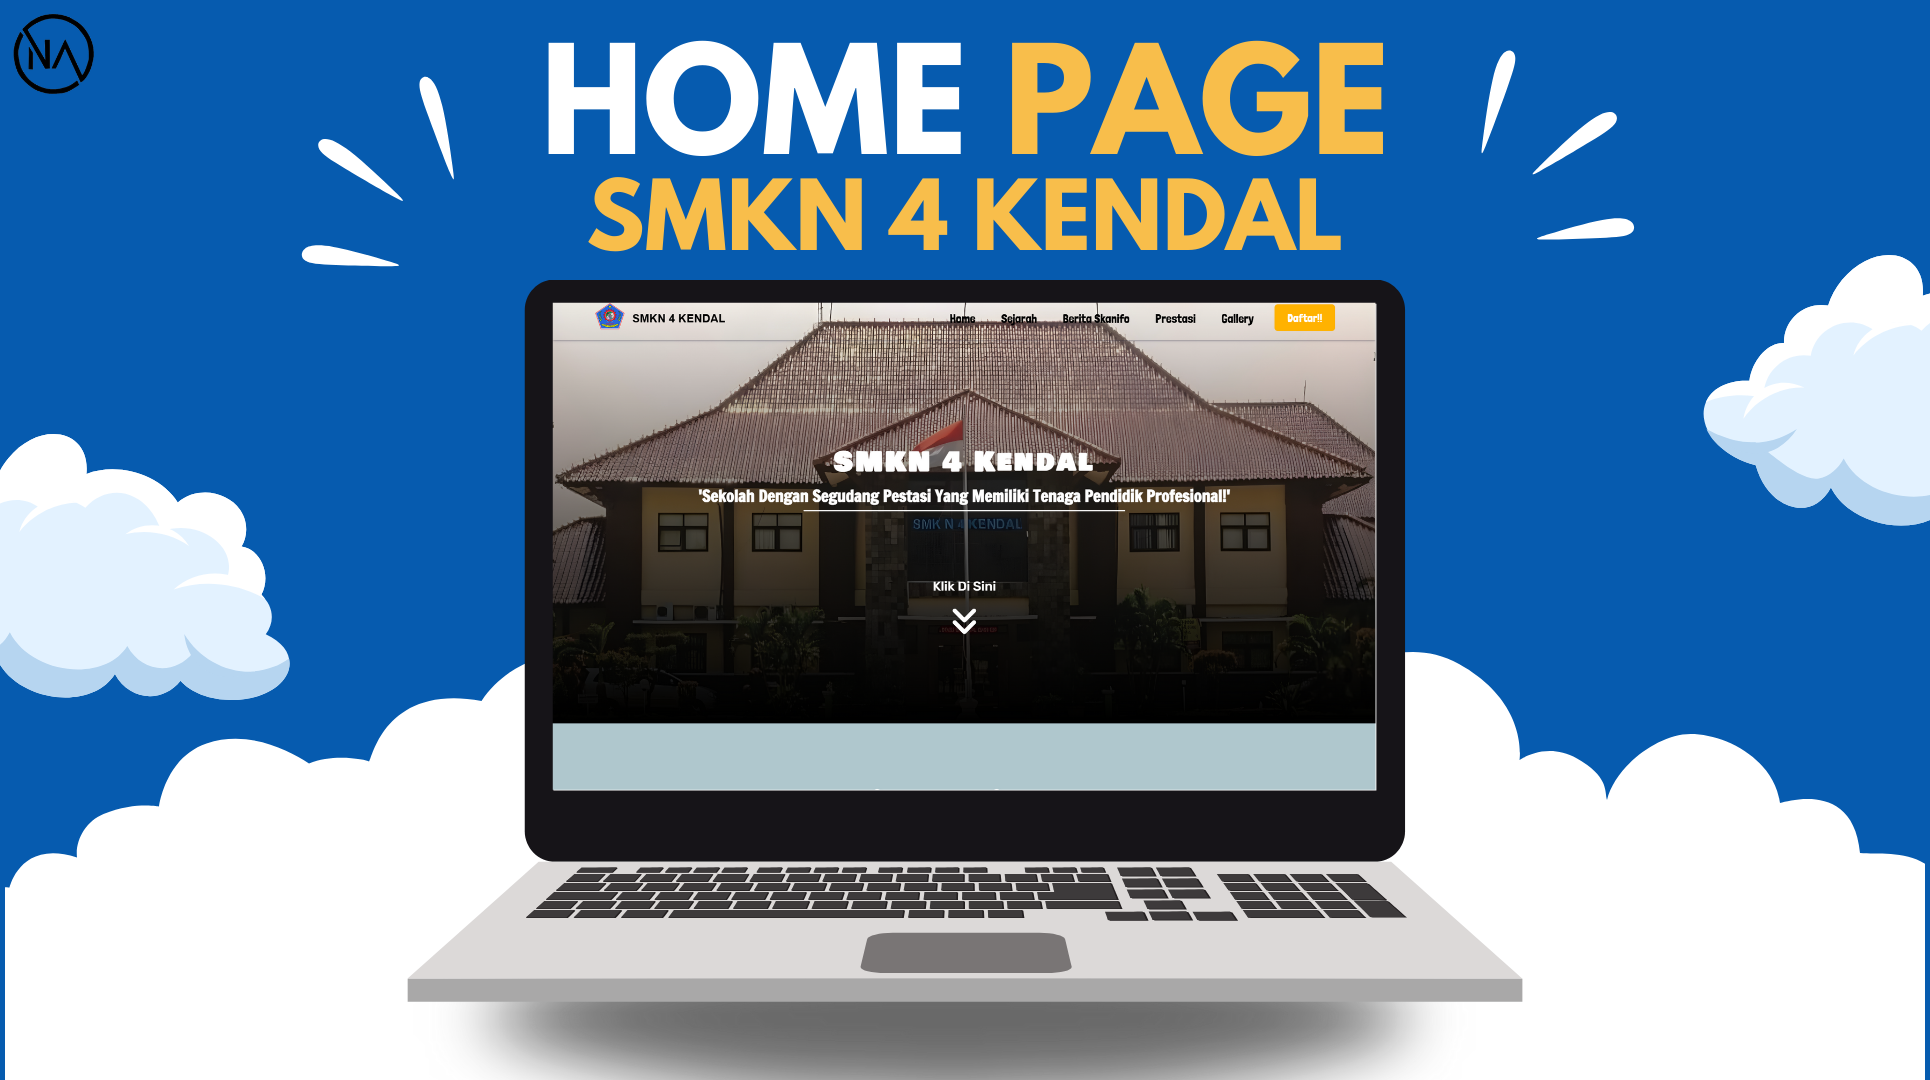 NA
HOME PAGE
SMKN 4 KENDAL
SMKN 4 KENDAL
Home Sejarah Berita Skanifo Prestasi Gallery Daftar!!
SMKN 4 KENDAL
'Sekolah Dengan Segudang Pestasi Yang Memiliki Tenaga Pendidik Profesional!'
SMK N 4 KENDAL
Klik Di Sini